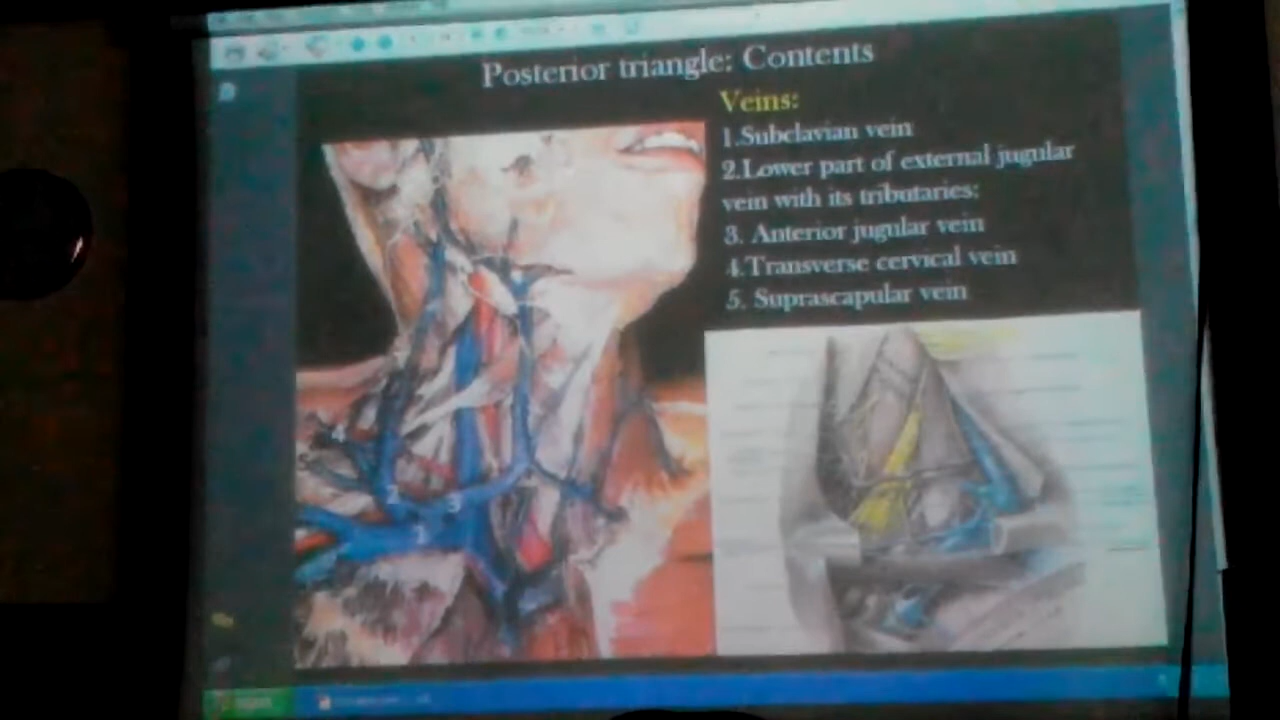 Posterior triangle: Contents
Veins:
1.Subclavian vein
2.Lower part of external jugular
vein with its tributaries:
3. Anterior jugular vein
4.Transverse cervical vein
5. Suprascapular vein